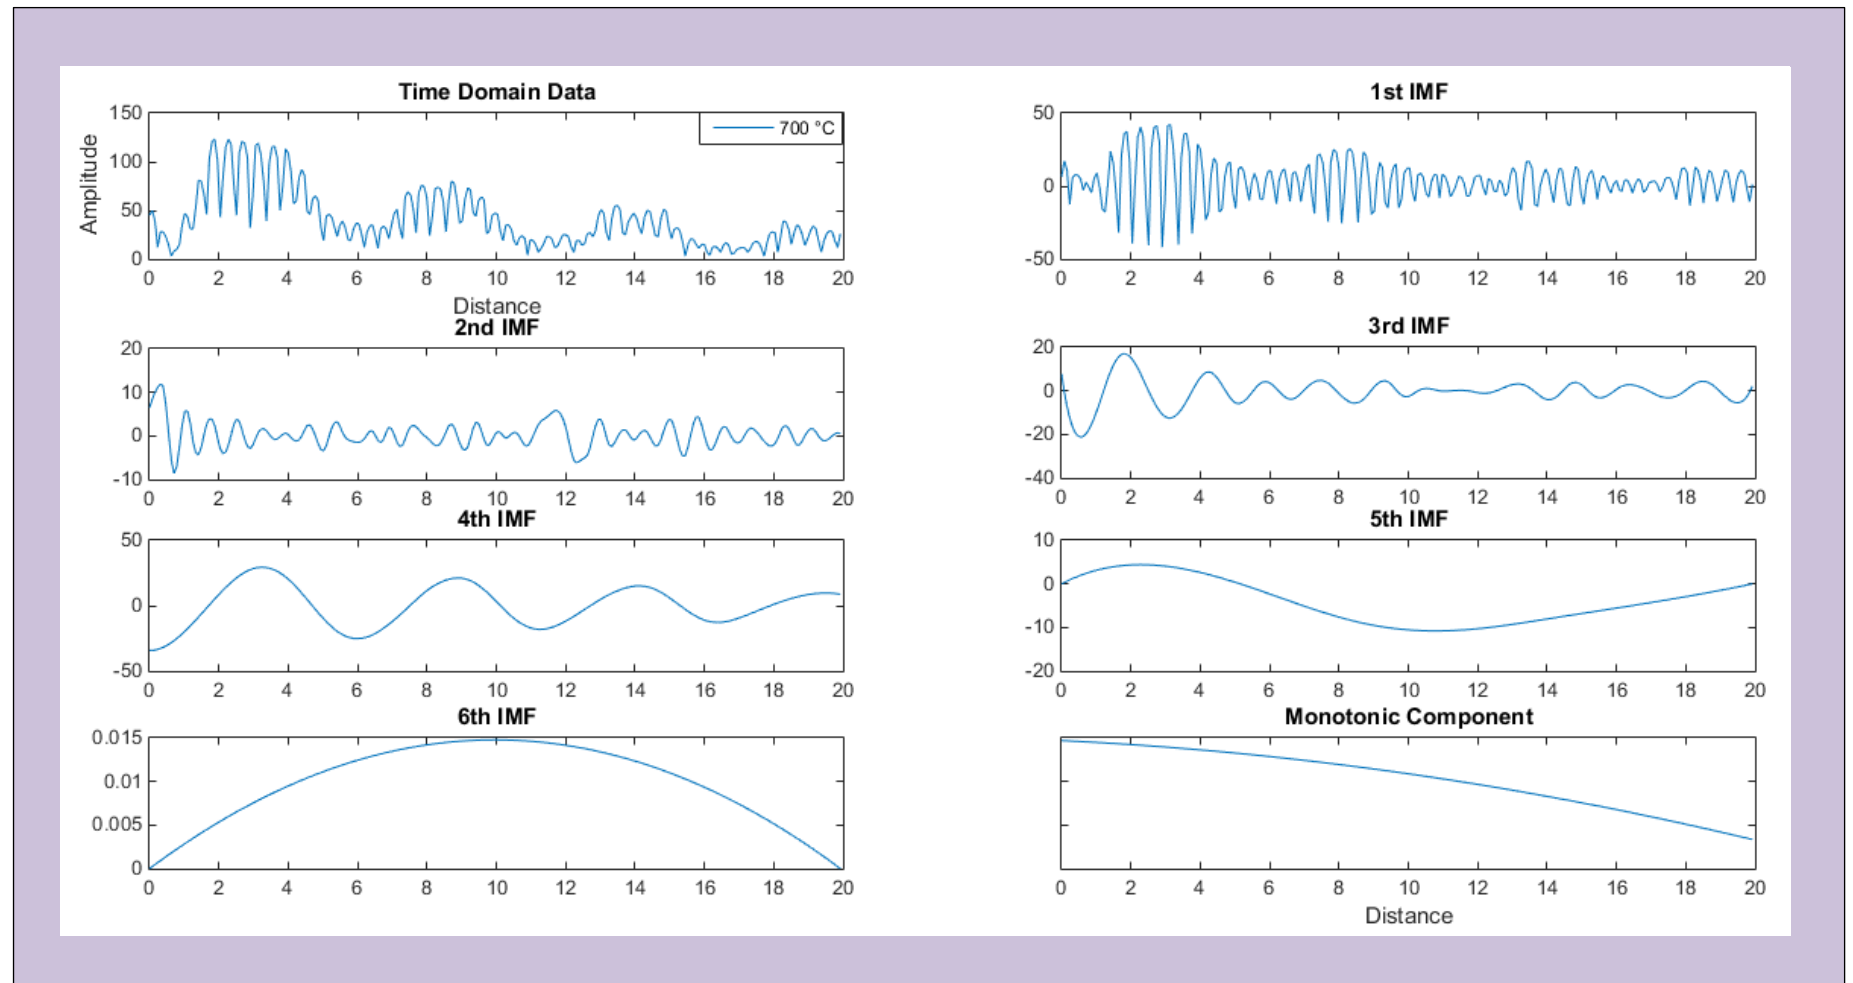 Time Domain Data
150
100
50
0
Amplitude
700 °C
0 2 4 6 8 10 12 14 16 18 20
Distance
1st IMF
50
0
-50
0 2 4 6 8 10 12 14 16 18 20
2nd IMF
20
10
0
-10
0 2 4 6 8 10 12 14 16 18 20
3rd IMF
20
0
-20
-40
0 2 4 6 8 10 12 14 16 18 20
4th IMF
50
0
-50
0 2 4 6 8 10 12 14 16 18 20
5th IMF
10
0
-10
-20
0 2 4 6 8 10 12 14 16 18 20
6th IMF
0.015
0.01
0.005
0
0 2 4 6 8 10 12 14 16 18 20
Monotonic Component
0 2 4 6 8 10 12 14 16 18 20
Distance